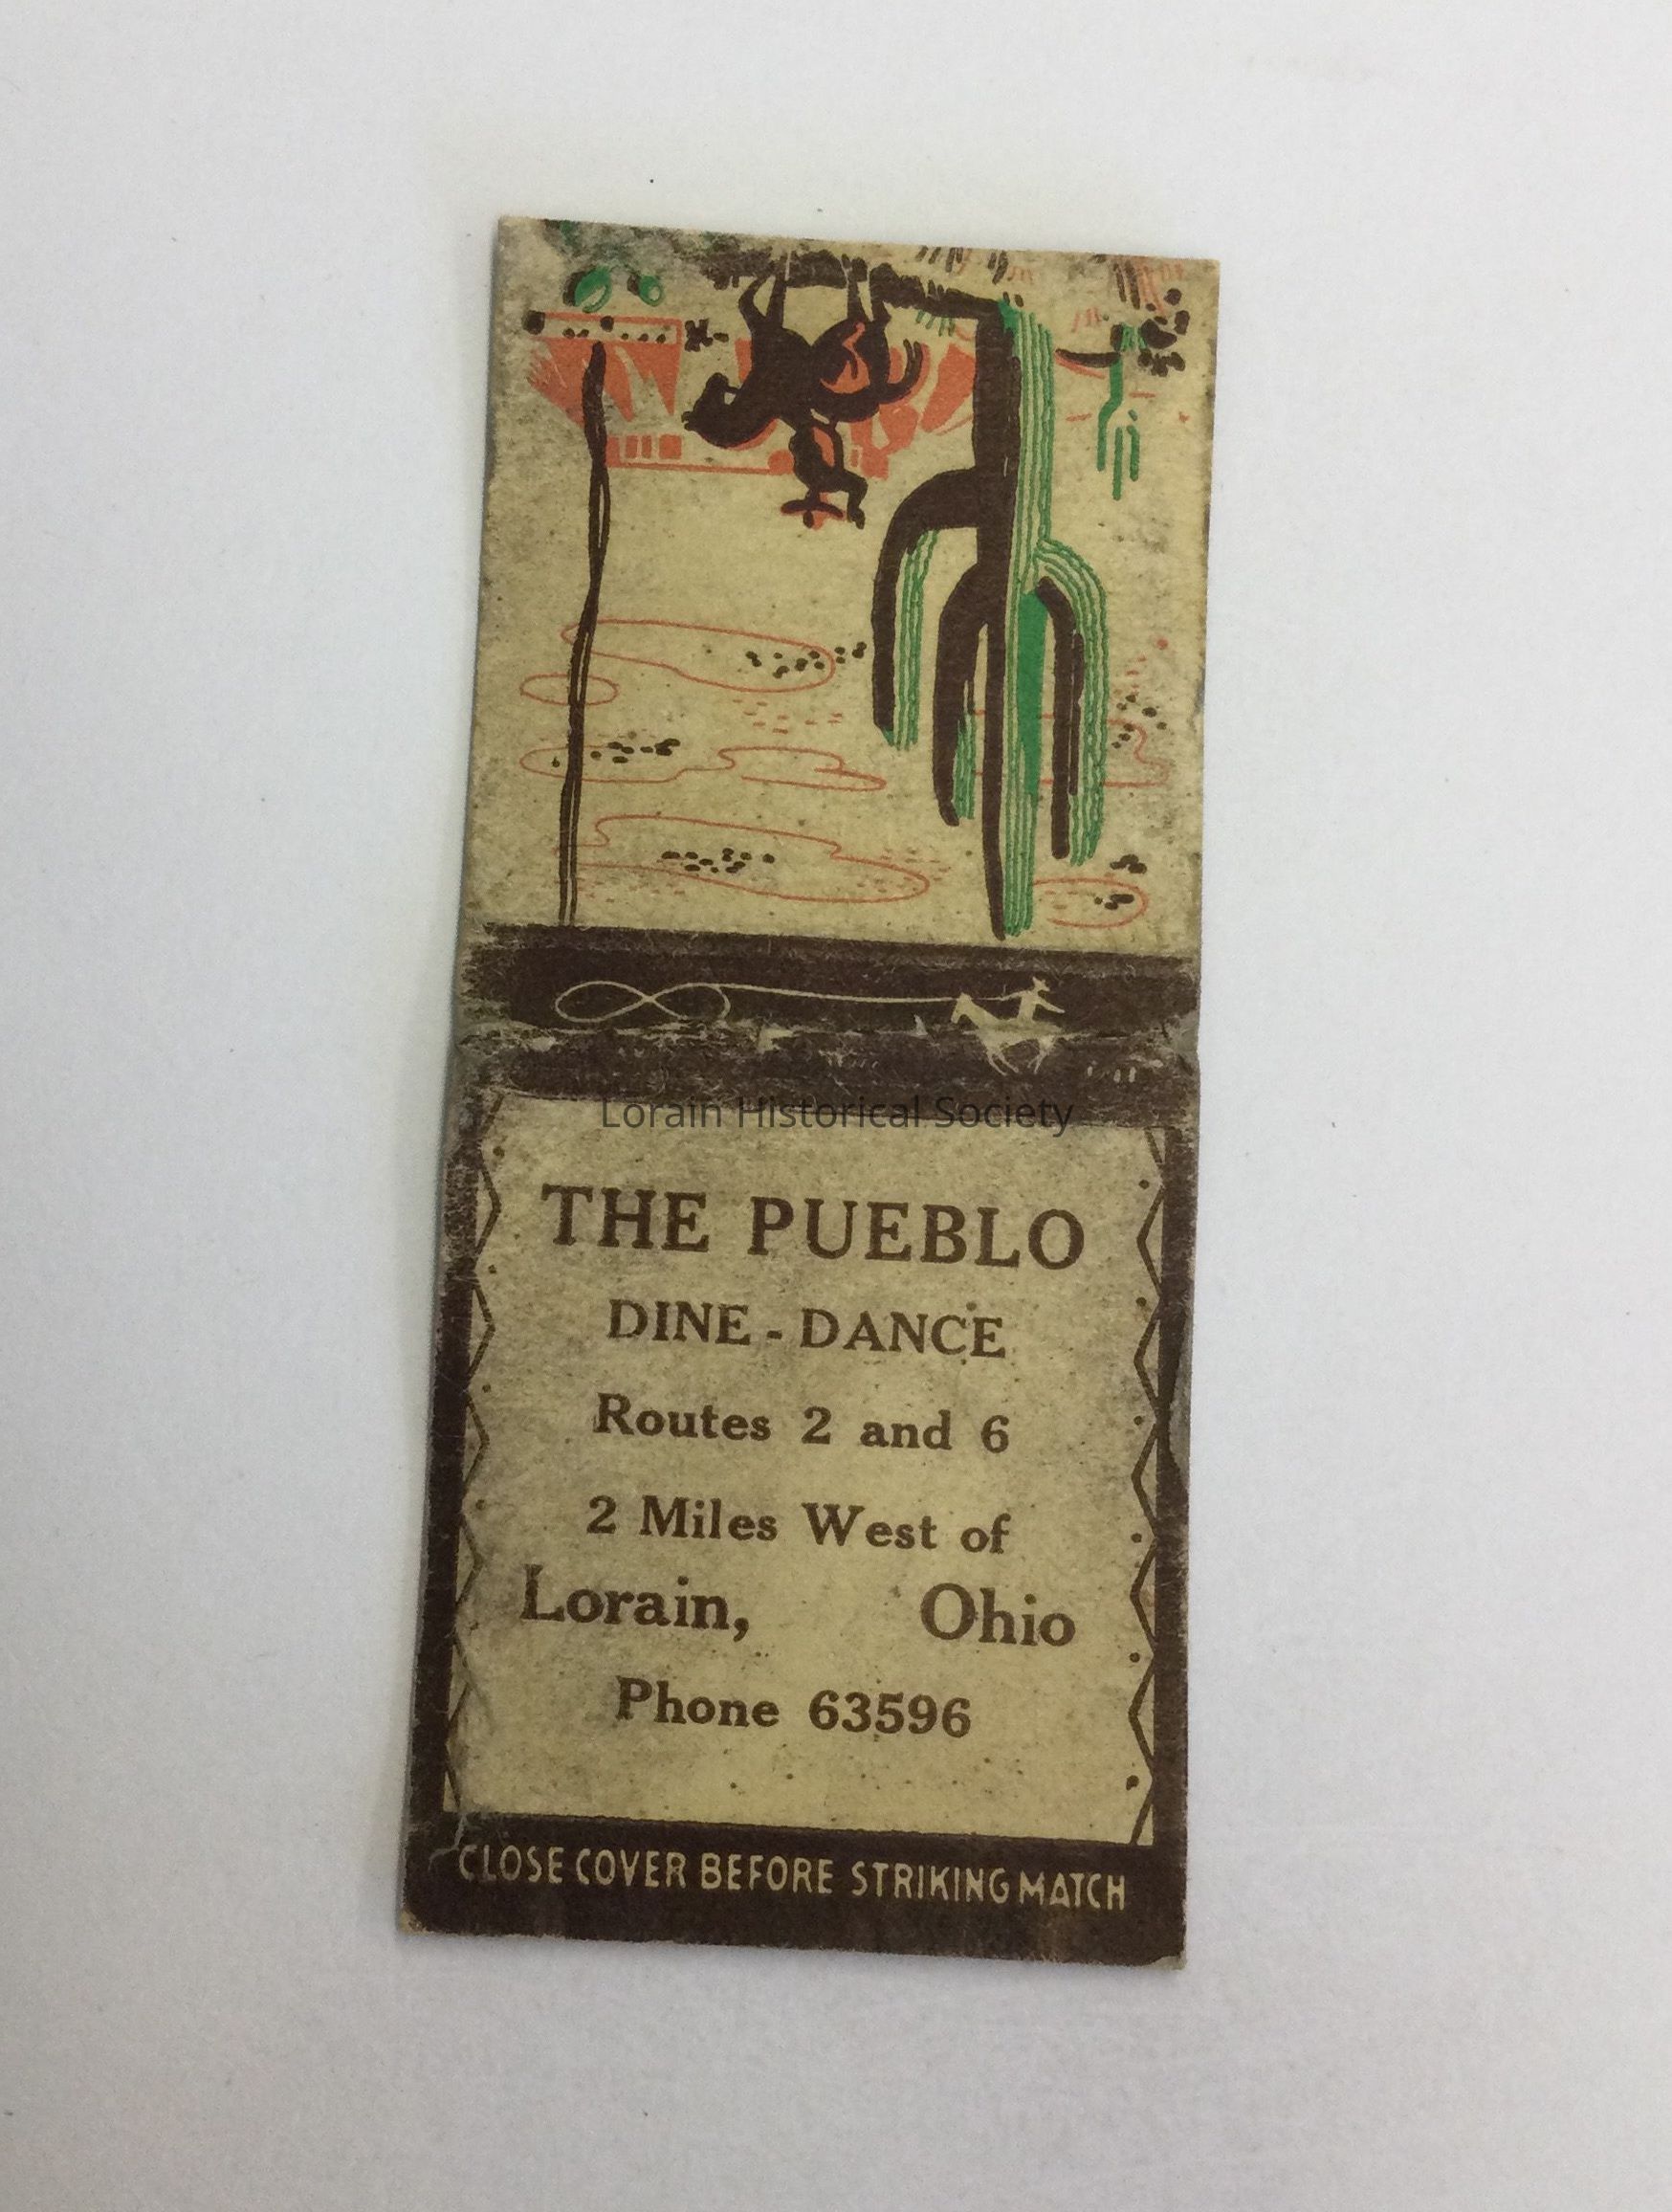 Lorain Historical Society
THE PUEBLO
DINE - DANCE
Routes 2 and 6
2 Miles West of
Lorain, Ohio
Phone 63596
CLOSE COVER BEFORE STRIKING MATCH